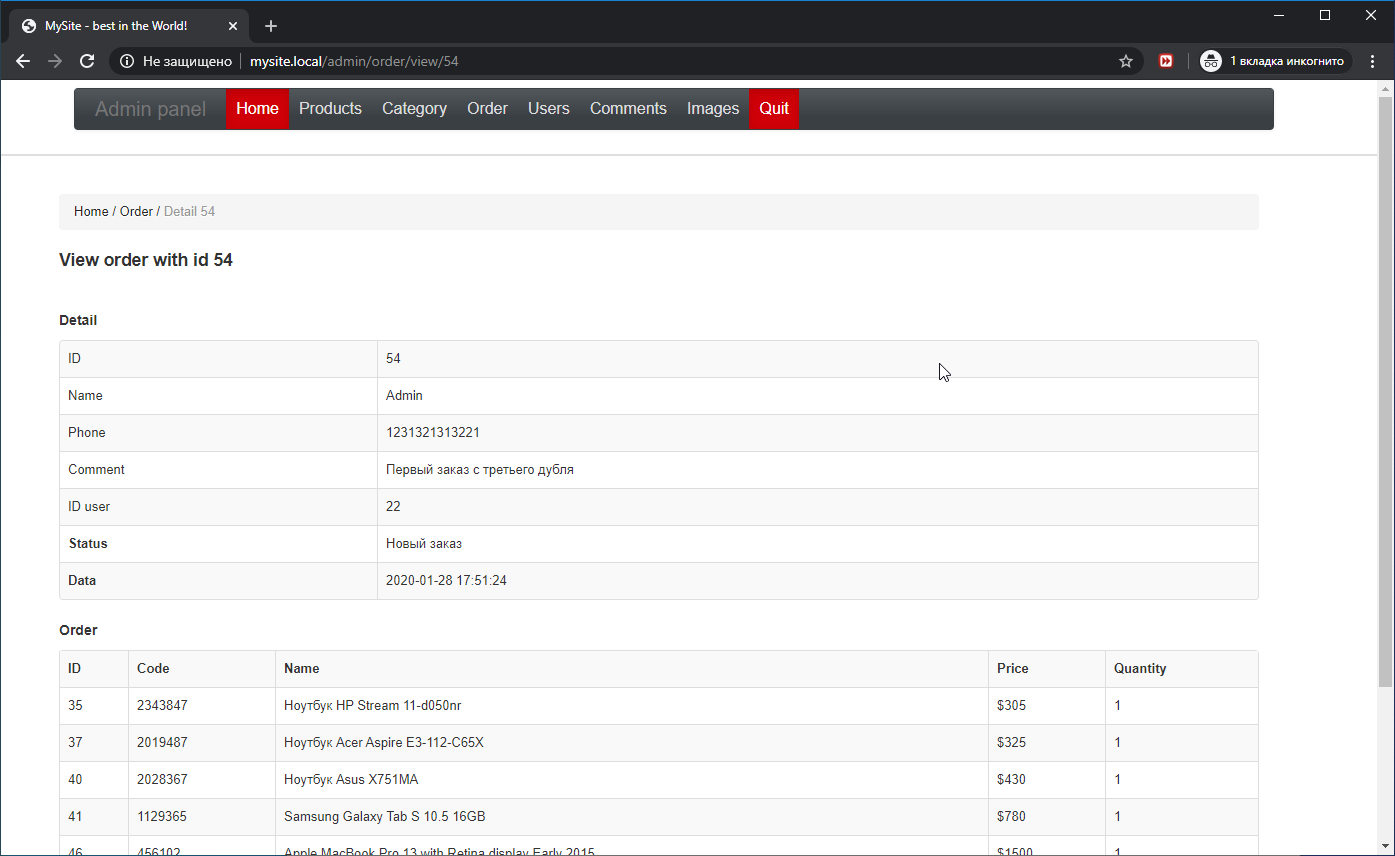 MySite - best in the World!
Не защищено mysite.local/admin/order/view/54 1 вкладка инкогнито
Admin panel Home Products Category Order Users Comments Images Quit
Home / Order / Detail 54
View order with id 54
Detail
ID 54
Name Admin
Phone 1231321313221
Comment Первый заказ с третьего дубля
ID user 22
Status Новый заказ
Data 2020-01-28 17:51:24
Order
ID Code Name Price Quantity
35 2343847 Ноутбук HP Stream 11-d050nr $305 1
37 2019487 Ноутбук Acer Aspire E3-112-C65X $325 1
40 2028367 Ноутбук Asus X751MA $430 1
41 1129365 Samsung Galaxy Tab S 10.5 16GB $780 1
46 456102 Apple MacBook Pro 13 with Retina display Early 2015 $1500 1